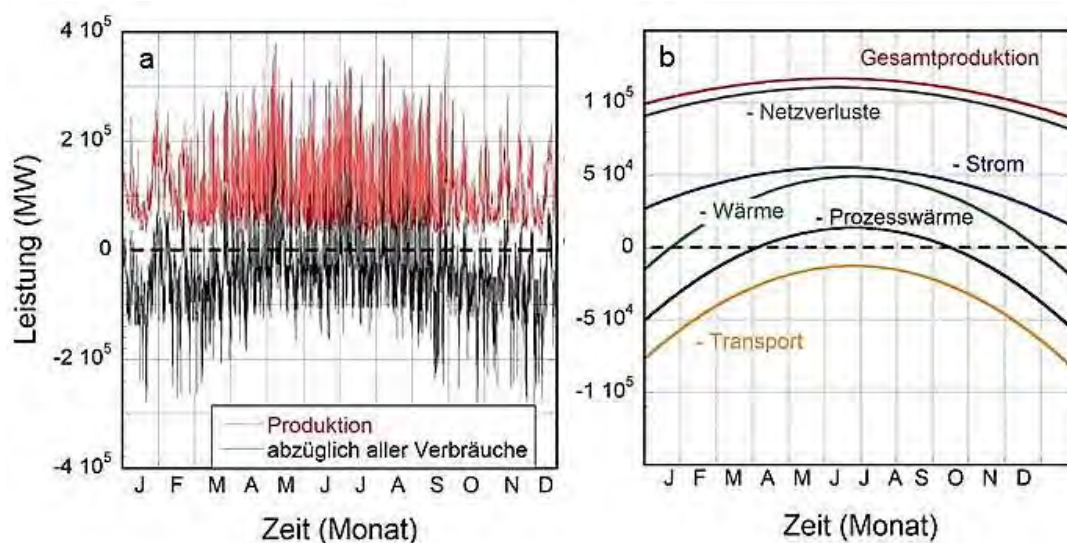 a
Leistung (MW)
4 10⁵
2 10⁵
0
-2 10⁵
-4 10⁵
Produktion
abzüglich aller Verbräuche
J F M A M J J A S O N D
Zeit (Monat)
b
Gesamtproduktion
- Netzverluste
- Strom
- Wärme
- Prozesswärme
- Transport
1 10⁵
5 10⁴
0
-5 10⁴
-1 10⁵
J F M A M J J A S O N D
Zeit (Monat)